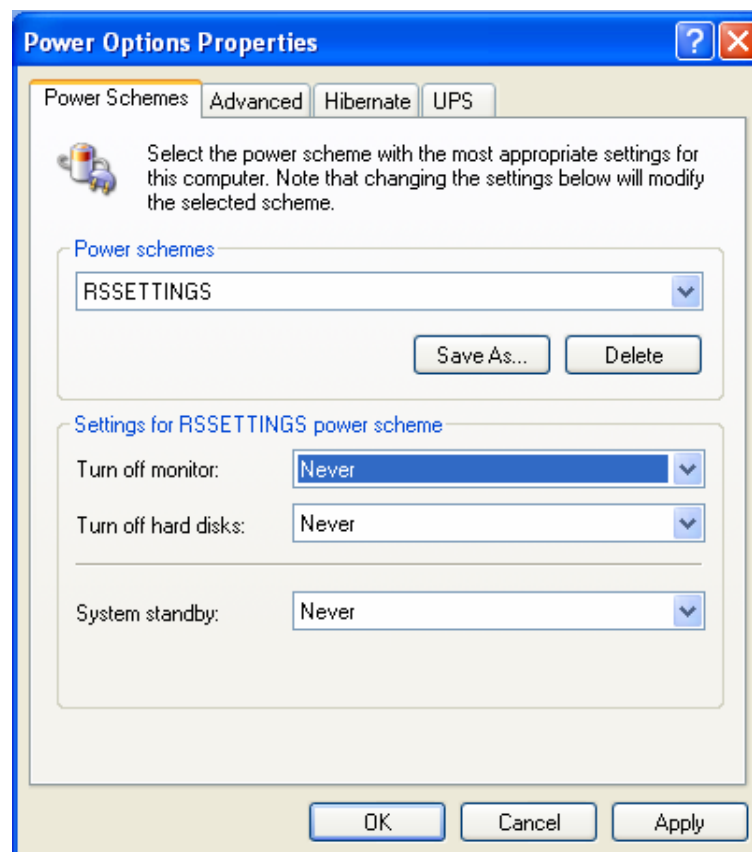 Power Options Properties
Power Schemes Advanced Hibernate UPS
Select the power scheme with the most appropriate settings for
this computer. Note that changing the settings below will modify
the selected scheme.
Power schemes
RSSETTINGS
Save As... Delete
Settings for RSSETTINGS power scheme
Turn off monitor: Never
Turn off hard disks: Never
System standby: Never
OK Cancel Apply